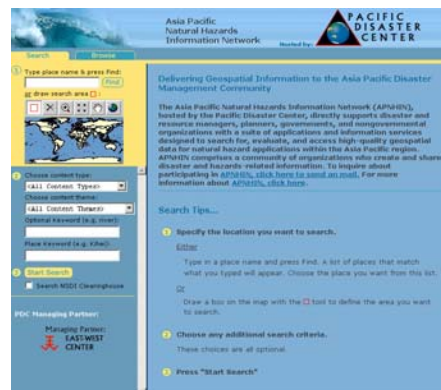 Asia Pacific
Natural Hazards
Information Network
Hosted by:
PACIFIC
DISASTER
CENTER
Search
Browse
1 Type place name & press Find:
Find
or draw search area :
2 Choose content type:
<All Content Types>
Choose content theme:
<All Content Themes>
Optional Keyword (e.g. river):
Place Keyword (e.g. Kihei):
3 Start Search
Search NSDI Clearinghouse
PDC Managing Partner:
Managing Partner:
EAST-WEST
CENTER
Delivering Geospatial Information to the Asia Pacific Disaster
Management Community
The Asia Pacific Natural Hazards Information Network (APNHIN),
hosted by the Pacific Disaster Center, directly supports disaster and
resource managers, planners, governments, and nongovernmental
organizations with a suite of applications and information services
designed to search for, evaluate, and access high-quality geospatial
data for natural hazard applications within the Asia Pacific region.
APNHIN comprises a community of organizations who create and share
disaster and hazards-related information. To inquire about
participating in APNHIN, click here to send an mail. For more
information about APNHIN, click here.
Search Tips...
1 Specify the location you want to search.
Either
Type in a place name and press Find. A list of places that match
what you typed will appear. Choose the place you want from this list.
Or
Draw a box on the map with the tool to define the area you want
to search.
2 Choose any additional search criteria.
These choices are all optional.
3 Press "Start Search"